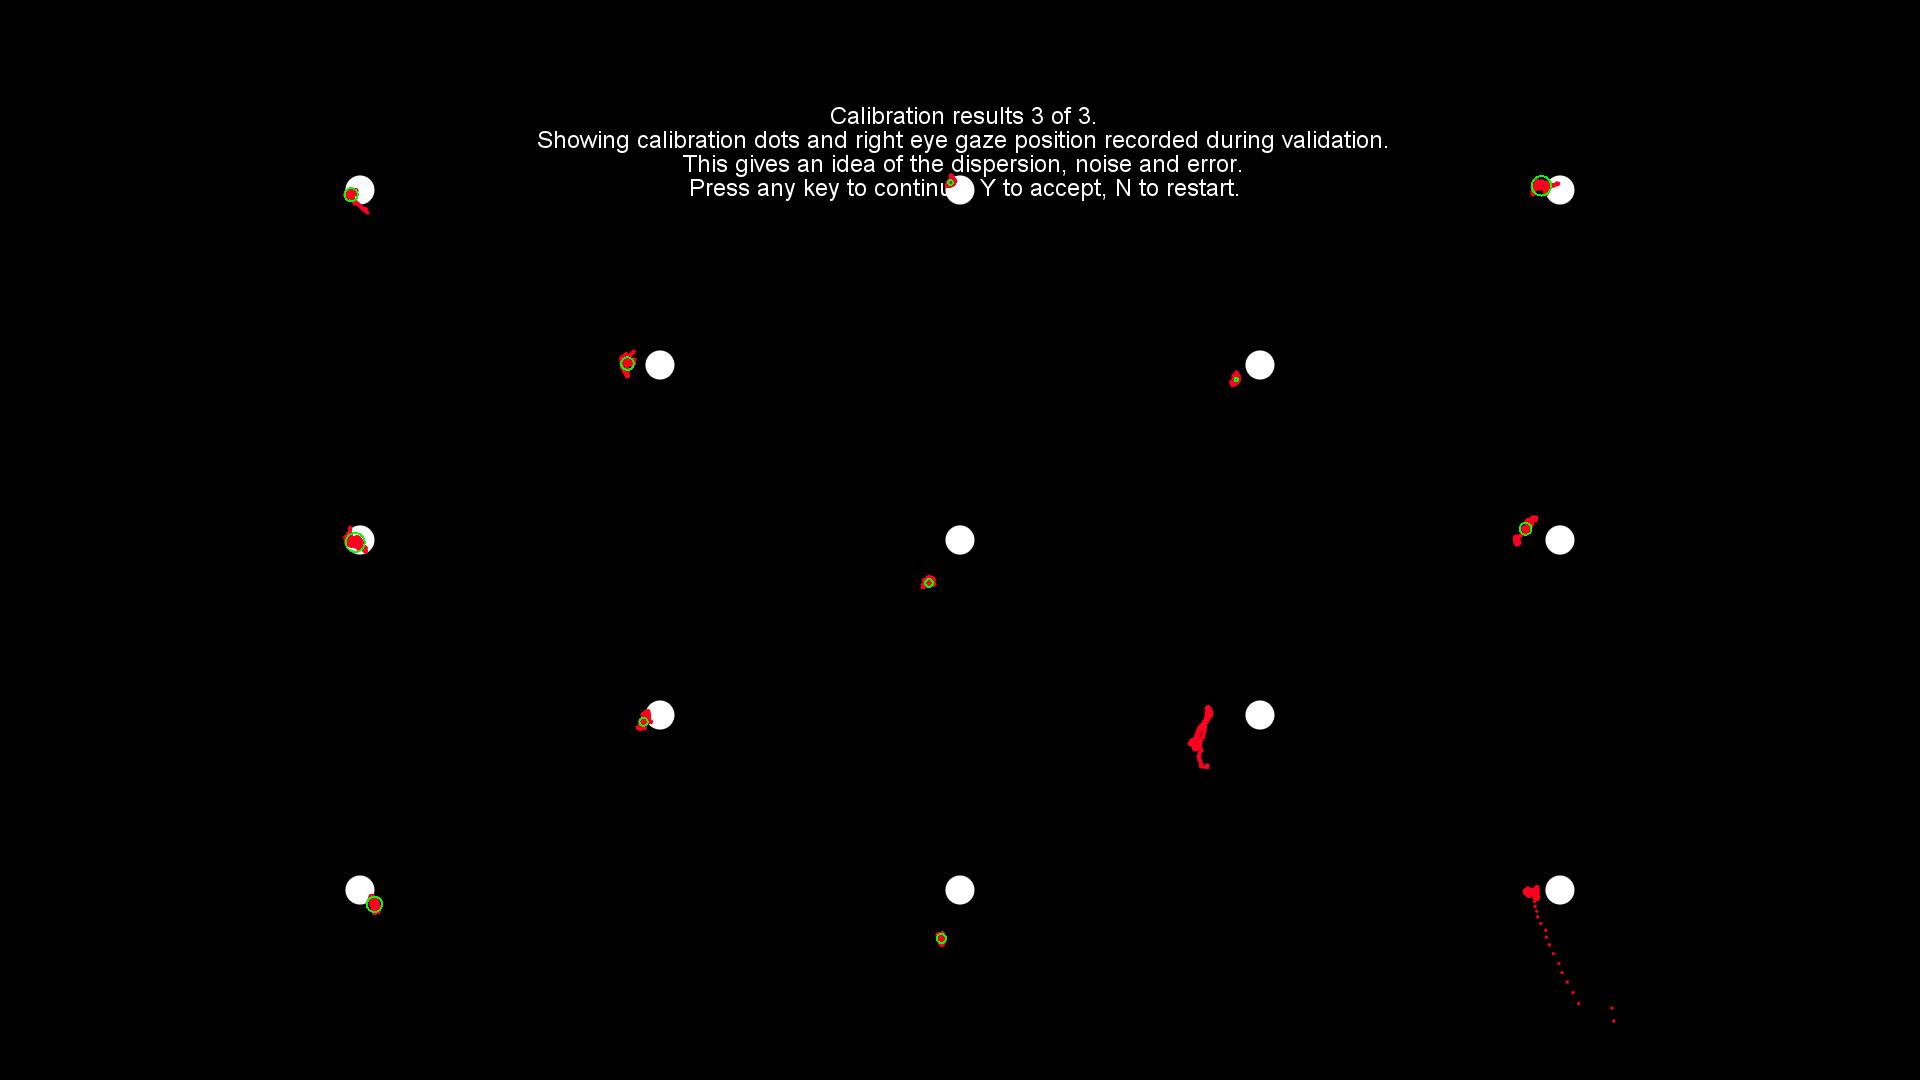 Calibration results 3 of 3.
Showing calibration dots and right eye gaze position recorded during validation.
This gives an idea of the dispersion, noise and error.
Press any key to continu Y to accept, N to restart.